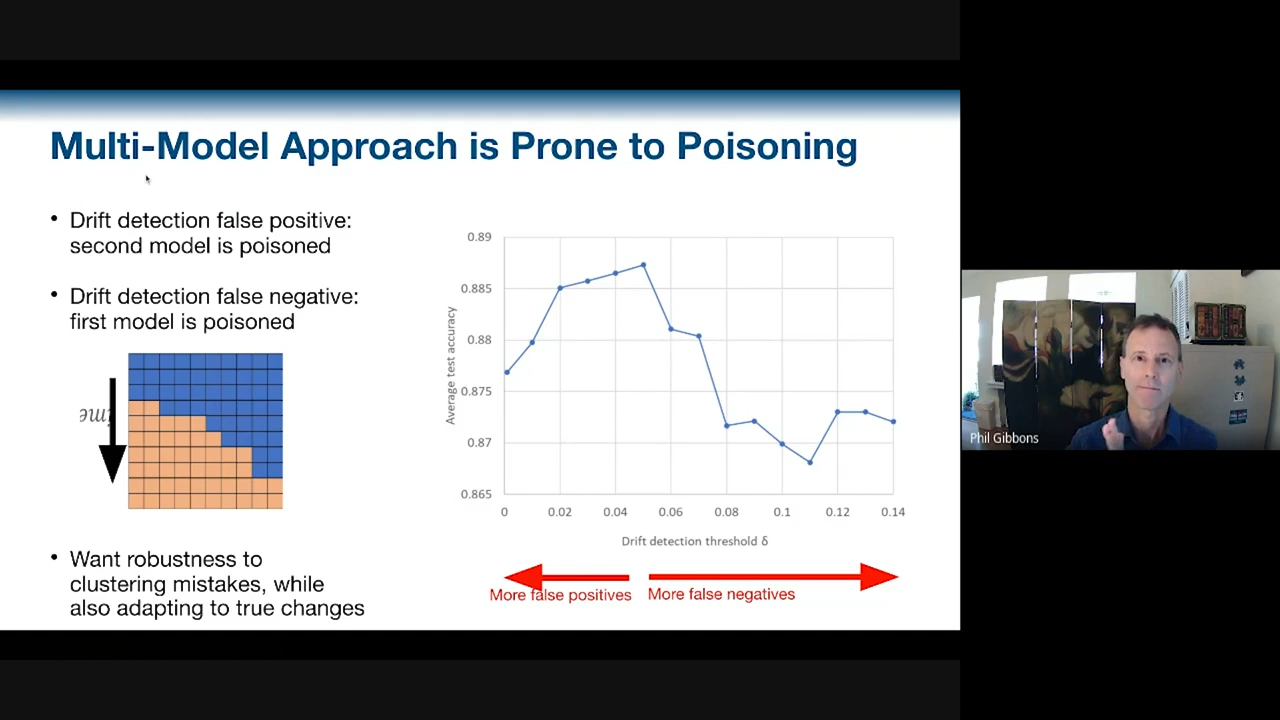 Multi-Model Approach is Prone to Poisoning
• Drift detection false positive:
second model is poisoned
• Drift detection false negative:
first model is poisoned
• Want robustness to
clustering mistakes, while
also adapting to true changes
Average test accuracy
0.89
0.885
0.88
0.875
0.87
0.865
0 0.02 0.04 0.06 0.08 0.1 0.12 0.14
Drift detection threshold δ
More false positives More false negatives
Phil Gibbons